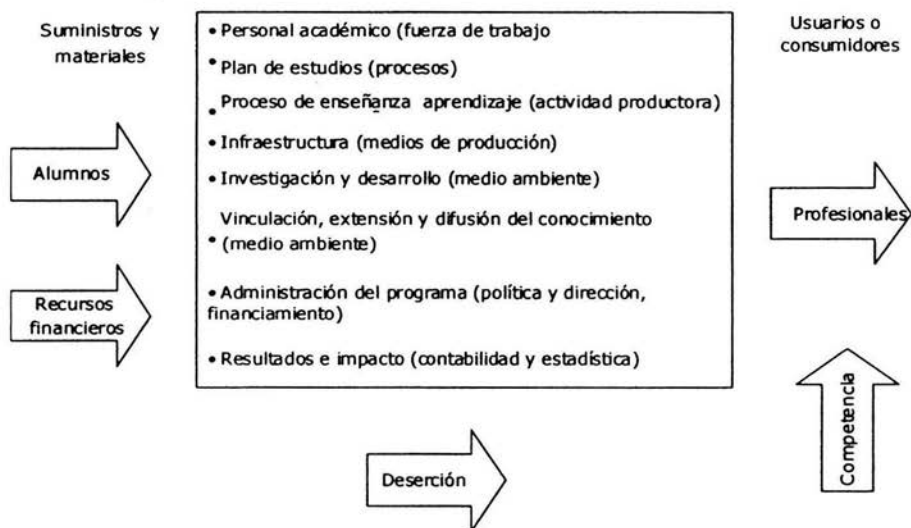 Suministros y
materiales
• Personal académico (fuerza de trabajo
• Plan de estudios (procesos)
• Proceso de enseñanza aprendizaje (actividad productora)
• Infraestructura (medios de producción)
• Investigación y desarrollo (medio ambiente)
Vinculación, extensión y difusión del conocimiento
• (medio ambiente)
• Administración del programa (política y dirección,
financiamiento)
• Resultados e impacto (contabilidad y estadística)
Usuarios o
consumidores
Alumnos
Recursos
financieros
Profesionales
Deserción
Competencia